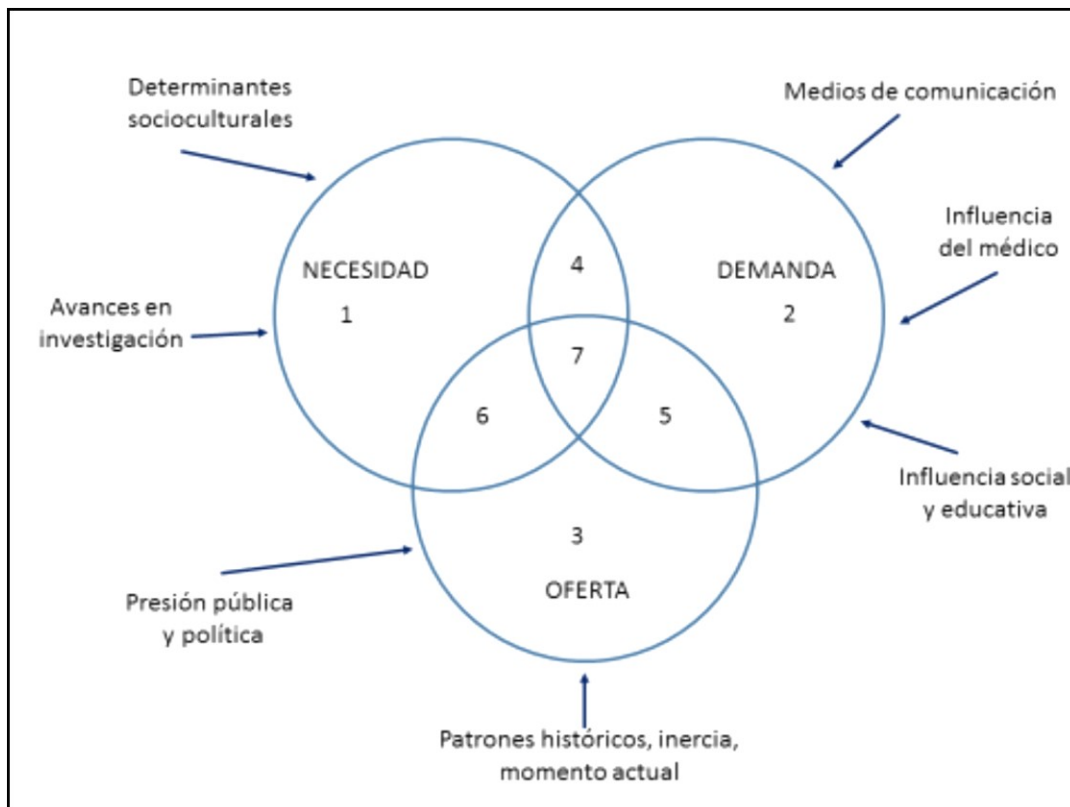 Determinantes
socioculturales
Medios de comunicación
Influencia
del médico
NECESIDAD
4
DEMANDA
1
2
Avances en
investigación
7
6
5
Influencia social
y educativa
3
OFERTA
Presión pública
y política
Patrones históricos, inercia,
momento actual